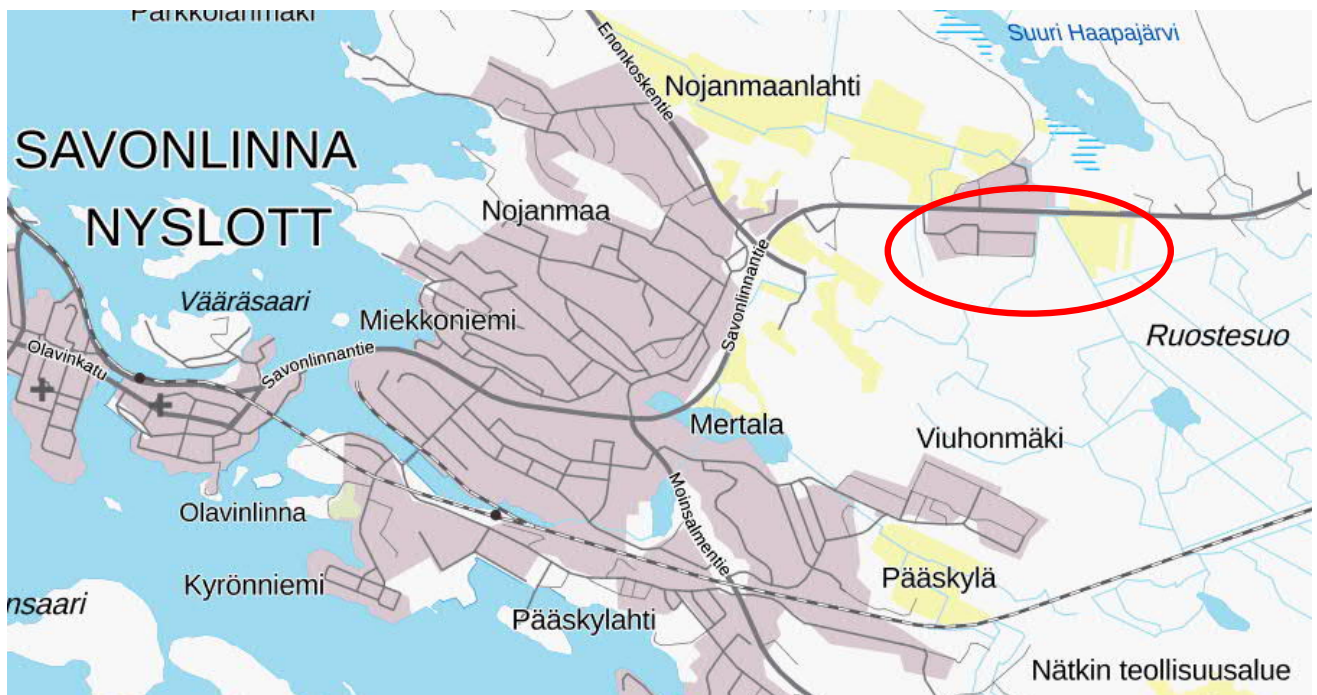 Parkkolanmäki
Enonkoskentie
Suuri Haapajärvi
Nojanmaanlahti
SAVONLINNA
NYSLOTT
Nojanmaa
Vääräsaari
Miekkoniemi
Savonlinnantie
Olavinkatu
Savonlinnantie
Ruostesuo
Mertala
Viuhonmäki
Moinsalmentie
Olavinlinna
Kyrönniemi
Pääskylä
Pääskylahti
nsaari
Nätkin teollisuusalue